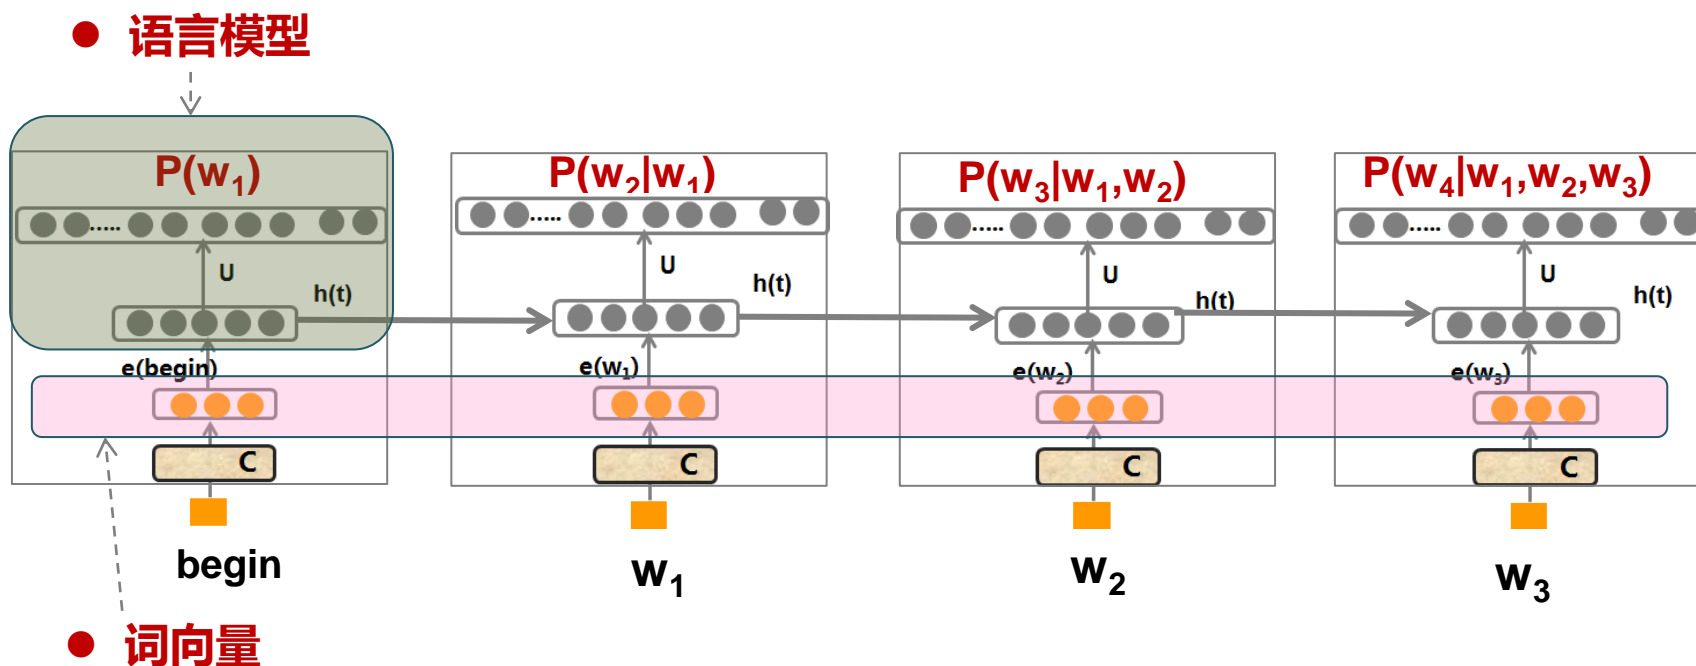 ● 语言模型
P(w₁) P(w₂|w₁) P(w₃|w₁,w₂) P(w₄|w₁,w₂,w₃)
..... ..... ..... .....
U U U U
h(t) h(t) h(t) h(t)
e(begin) e(w₁) e(w₂) e(w₃)
C C C C
begin w₁ w₂ w₃
● 词向量